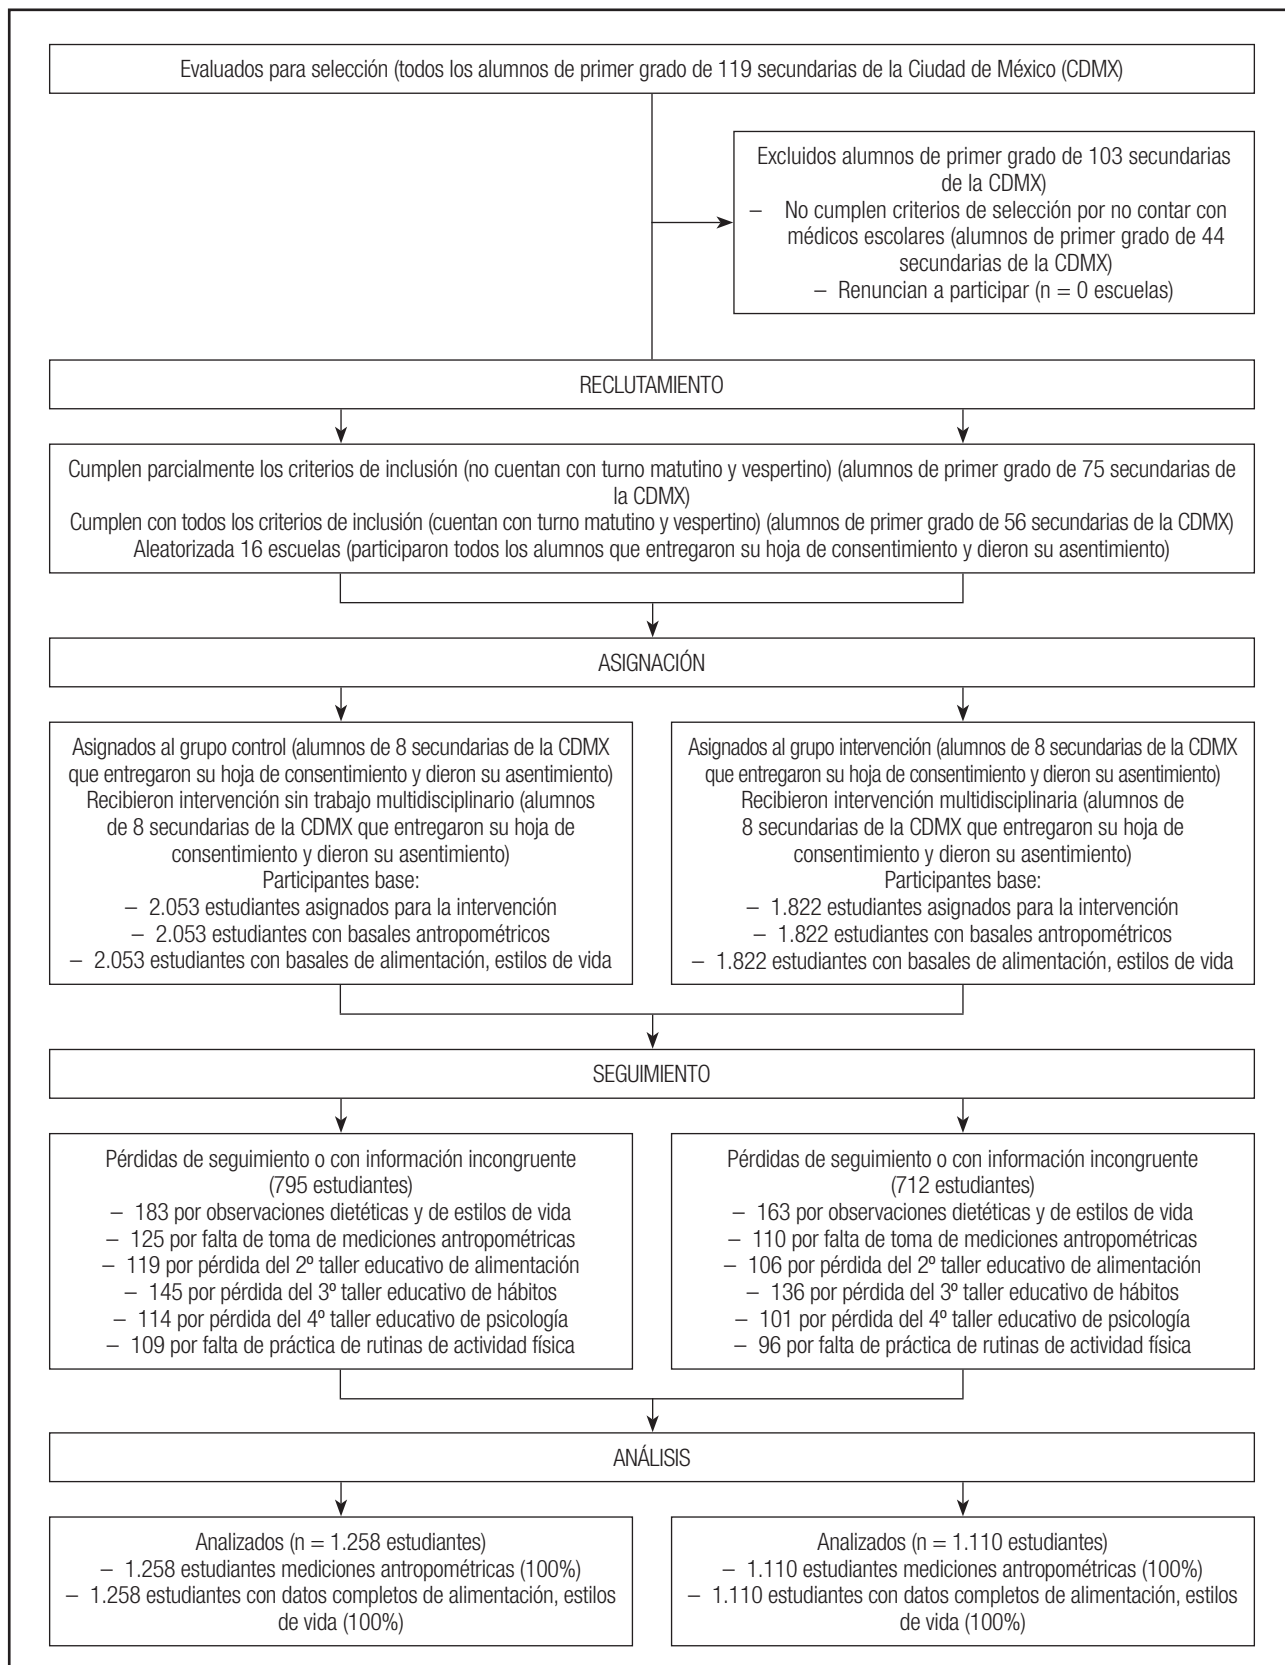 Evaluados para selección (todos los alumnos de primer grado de 119 secundarias de la Ciudad de México (CDMX)
Excluidos alumnos de primer grado de 103 secundarias
de la CDMX)
– No cumplen criterios de selección por no contar con
médicos escolares (alumnos de primer grado de 44
secundarias de la CDMX)
– Renuncian a participar (n = 0 escuelas)
RECLUTAMIENTO
Cumplen parcialmente los criterios de inclusión (no cuentan con turno matutino y vespertino) (alumnos de primer grado de 75 secundarias de
la CDMX)
Cumplen con todos los criterios de inclusión (cuentan con turno matutino y vespertino) (alumnos de primer grado de 56 secundarias de la CDMX)
Aleatorizada 16 escuelas (participaron todos los alumnos que entregaron su hoja de consentimiento y dieron su asentimiento)
ASIGNACIÓN
Asignados al grupo control (alumnos de 8 secundarias de la CDMX
que entregaron su hoja de consentimiento y dieron su asentimiento)
Recibieron intervención sin trabajo multidisciplinario (alumnos
de 8 secundarias de la CDMX que entregaron su hoja de
consentimiento y dieron su asentimiento)
Participantes base:
– 2.053 estudiantes asignados para la intervención
– 2.053 estudiantes con basales antropométricos
– 2.053 estudiantes con basales de alimentación, estilos de vida
Asignados al grupo intervención (alumnos de 8 secundarias de la CDMX
que entregaron su hoja de consentimiento y dieron su asentimiento)
Recibieron intervención multidisciplinaria (alumnos de
8 secundarias de la CDMX que entregaron su hoja de
consentimiento y dieron su asentimiento)
Participantes base:
– 1.822 estudiantes asignados para la intervención
– 1.822 estudiantes con basales antropométricos
– 1.822 estudiantes con basales de alimentación, estilos de vida
SEGUIMIENTO
Pérdidas de seguimiento o con información incongruente
(795 estudiantes)
– 183 por observaciones dietéticas y de estilos de vida
– 125 por falta de toma de mediciones antropométricas
– 119 por pérdida del 2º taller educativo de alimentación
– 145 por pérdida del 3º taller educativo de hábitos
– 114 por pérdida del 4º taller educativo de psicología
– 109 por falta de práctica de rutinas de actividad física
Pérdidas de seguimiento o con información incongruente
(712 estudiantes)
– 163 por observaciones dietéticas y de estilos de vida
– 110 por falta de toma de mediciones antropométricas
– 106 por pérdida del 2º taller educativo de alimentación
– 136 por pérdida del 3º taller educativo de hábitos
– 101 por pérdida del 4º taller educativo de psicología
– 96 por falta de práctica de rutinas de actividad física
ANÁLISIS
Analizados (n = 1.258 estudiantes)
– 1.258 estudiantes mediciones antropométricas (100%)
– 1.258 estudiantes con datos completos de alimentación, estilos
de vida (100%)
Analizados (n = 1.110 estudiantes)
– 1.110 estudiantes mediciones antropométricas (100%)
– 1.110 estudiantes con datos completos de alimentación, estilos
de vida (100%)